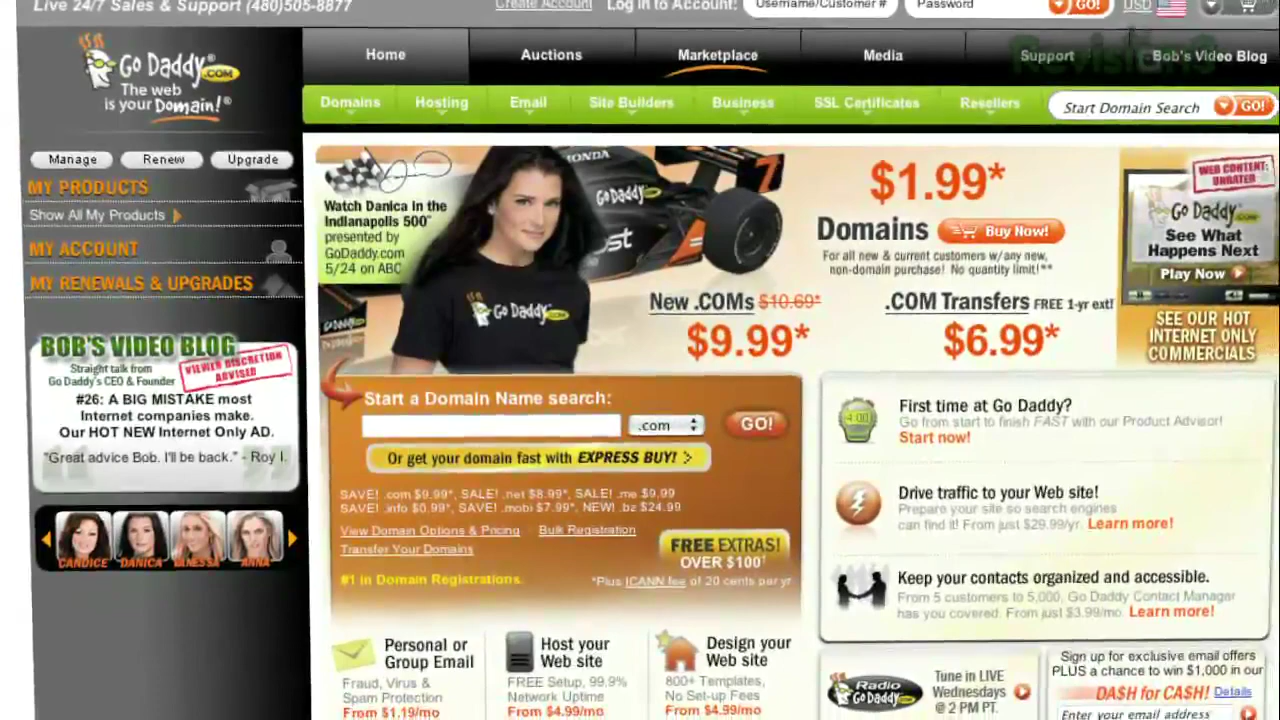 Live 24/7 Sales & Support (480)505-8877
Create Account
Log In to Account:
Username/Customer #
Password
GO!
USD
Go Daddy.COM
The web
is your Domain!®
Home
Auctions
Marketplace
Media
Support
Bob's Video Blog
Revision3
Domains
Hosting
Email
Site Builders
Business
SSL Certificates
Resellers
Start Domain Search
GO!
Manage
Renew
Upgrade
MY PRODUCTS
Show All My Products
MY ACCOUNT
MY RENEWALS & UPGRADES
BOB'S VIDEO BLOG
Straight talk from
Go Daddy's CEO & Founder
VIEWER DISCRETION
ADVISED
#26: A BIG MISTAKE most
Internet companies make.
Our HOT NEW Internet Only AD.
"Great advice Bob. I'll be back." - Roy I.
CANDICE
DANICA
VANESSA
ANNA
Watch Danica in the
Indianapolis 500™
presented by
GoDaddy.com
5/24 on ABC
HONDA
GoDaddy
7
ost
Go Daddy
GoDaddy
$1.99*
Domains
Buy Now!
For all new & current customers w/any new,
non-domain purchase! No quantity limit!**
New .COMs $10.69*
$9.99*
.COM Transfers FREE 1-yr ext!
$6.99*
WEB CONTENT:
UNRATED
Go Daddy.COM
See What
Happens Next
Play Now
SEE OUR HOT
INTERNET ONLY
COMMERCIALS
Start a Domain Name search:
.com
GO!
Or get your domain fast with EXPRESS BUY! >
SAVE! .com $9.99*, SALE! .net $8.99*, SALE! .me $9.99
SAVE! .info $0.99*, SAVE! .mobi $7.99*, NEW! .bz $24.99
View Domain Options & Pricing
Bulk Registration
Transfer Your Domains
FREE EXTRAS!
OVER $100†
#1 in Domain Registrations.
*Plus ICANN fee of 20 cents per yr
4:00
First time at Go Daddy?
Go from start to finish FAST with our Product Advisor!
Start now!
Drive traffic to your Web site!
Prepare your site so search engines
can find it! From just $29.99/yr. Learn more!
Keep your contacts organized and accessible.
From 5 customers to 5,000, Go Daddy Contact Manager
has you covered. From just $3.99/mo. Learn more!
Personal or
Group Email
Fraud, Virus &
Spam Protection
From $1.19/mo
Host your
Web site
FREE Setup, 99.9%
Network Uptime
From $4.99/mo
Design your
Web site
800+ Templates,
No Set-up Fees
From $4.99/mo
Radio
GoDaddy
Tune in LIVE
Wednesdays
@ 2 PM PT.
Sign up for exclusive email offers
PLUS a chance to win $1,000 in our
DA$H for CA$H! Details
Enter your email address